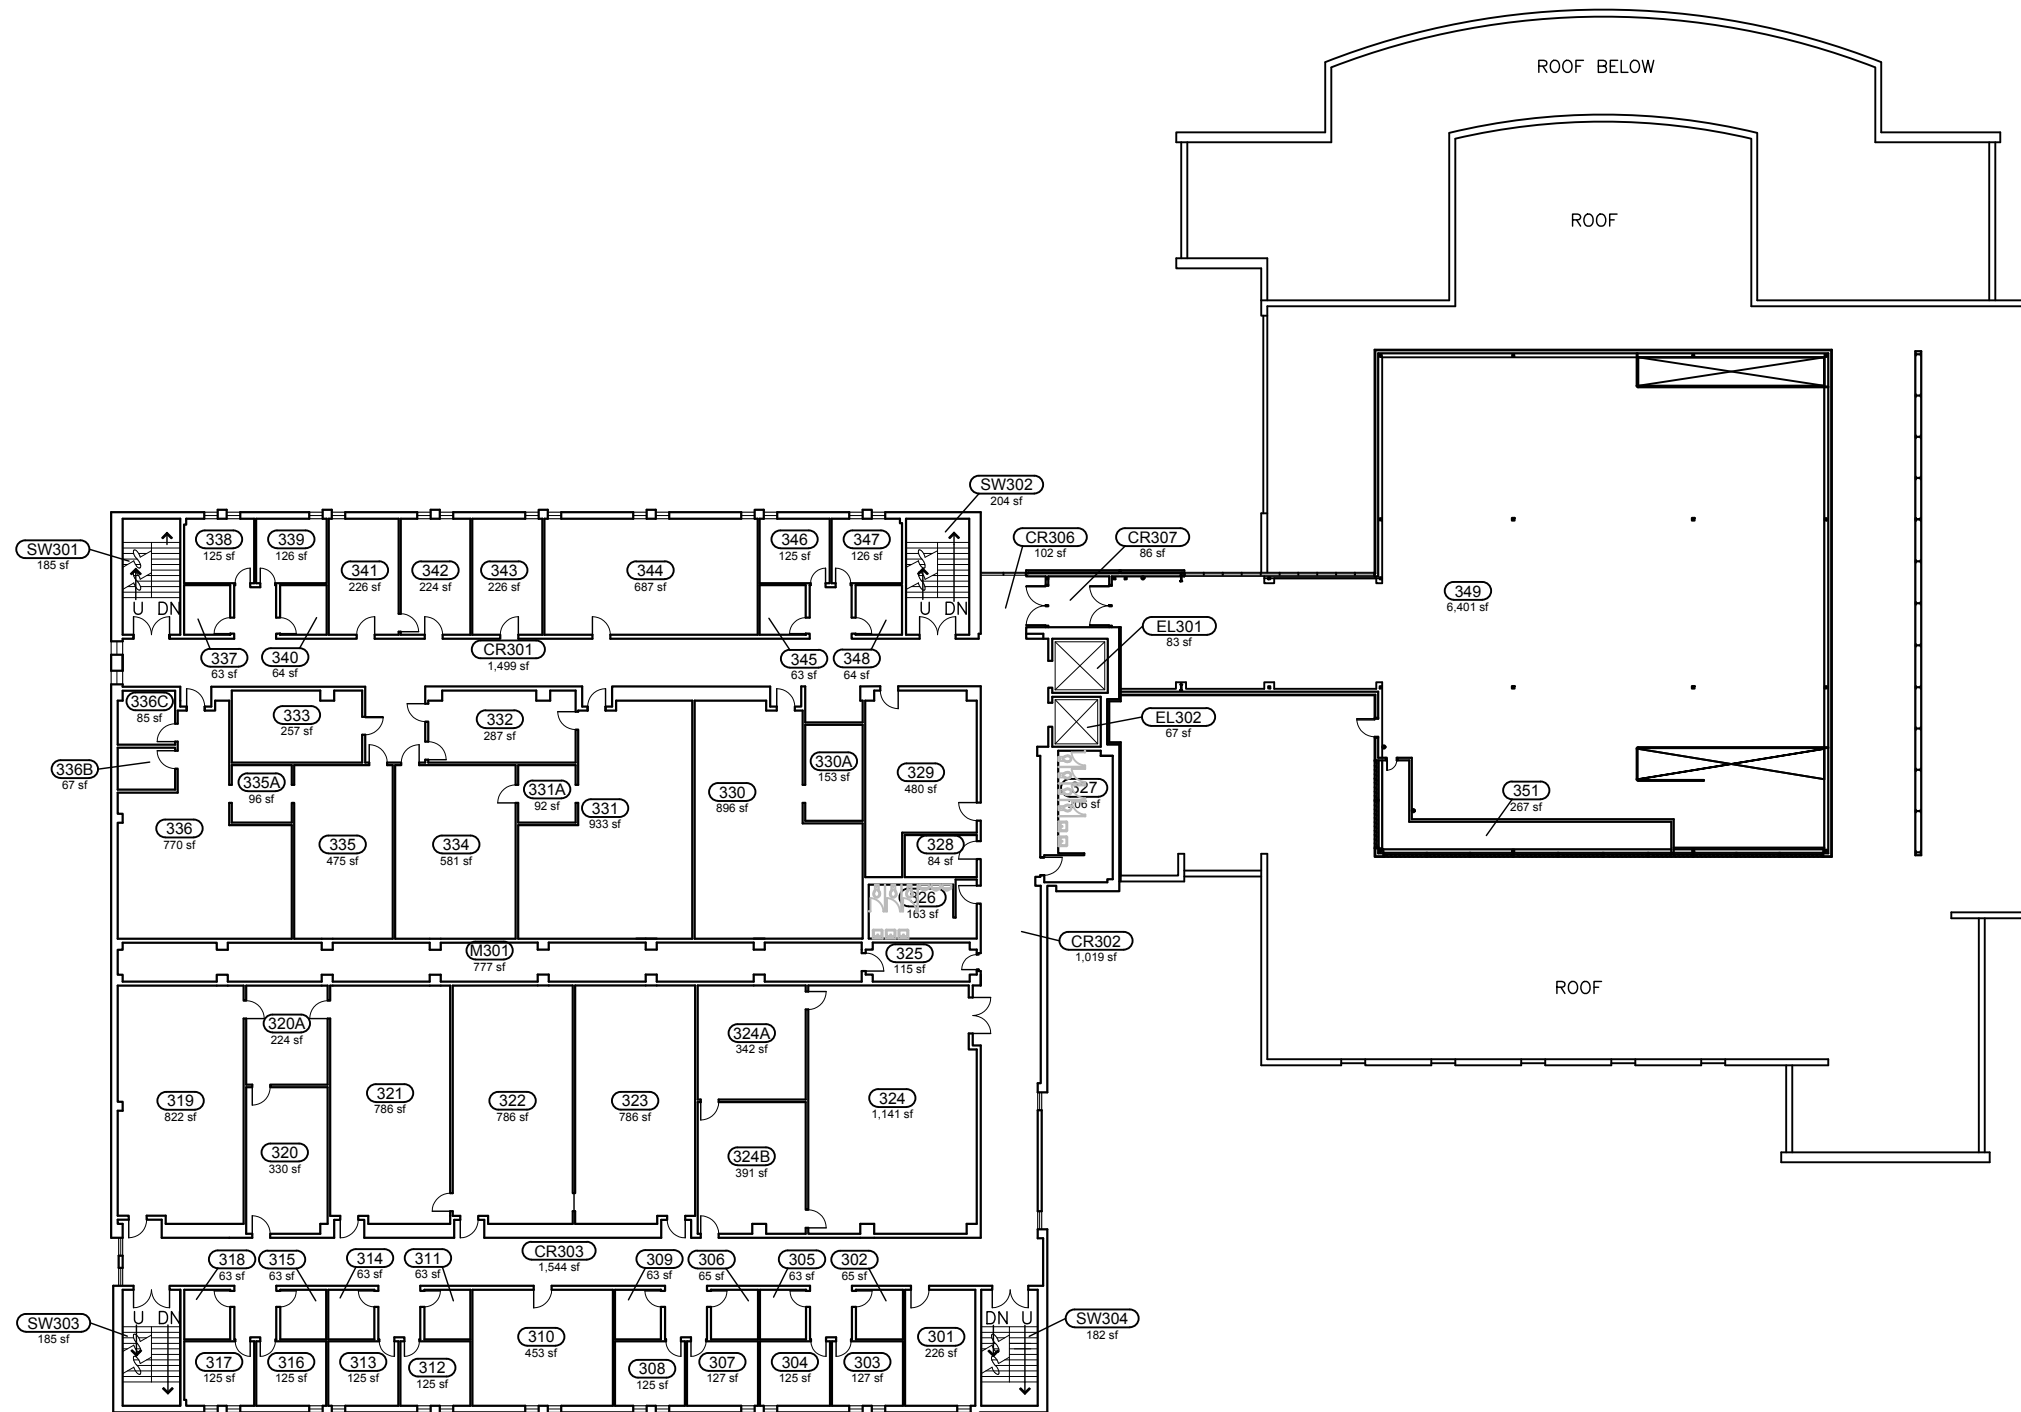 ROOF BELOW
ROOF
SW302
204 sf
SW301
185 sf
338
125 sf
339
126 sf
341
226 sf
342
224 sf
343
226 sf
344
687 sf
346
125 sf
347
126 sf
CR306
102 sf
CR307
86 sf
349
6,401 sf
U DN
U DN
EL301
83 sf
337
63 sf
340
64 sf
CR301
1,499 sf
345
63 sf
348
64 sf
336C
85 sf
333
257 sf
332
287 sf
EL302
67 sf
336B
67 sf
335A
96 sf
331A
92 sf
331
933 sf
330
896 sf
330A
153 sf
329
480 sf
351
267 sf
336
770 sf
335
475 sf
334
581 sf
328
84 sf
326
163 sf
M301
777 sf
325
115 sf
CR302
1,019 sf
ROOF
320A
224 sf
324A
342 sf
319
822 sf
321
786 sf
322
786 sf
323
786 sf
324
1,141 sf
320
330 sf
324B
391 sf
318
63 sf
315
63 sf
314
63 sf
311
63 sf
CR303
1,544 sf
309
63 sf
306
65 sf
305
63 sf
302
65 sf
SW303
185 sf
U DN
DN U
SW304
182 sf
317
125 sf
316
125 sf
313
125 sf
312
125 sf
310
453 sf
308
125 sf
307
127 sf
304
125 sf
303
127 sf
301
226 sf